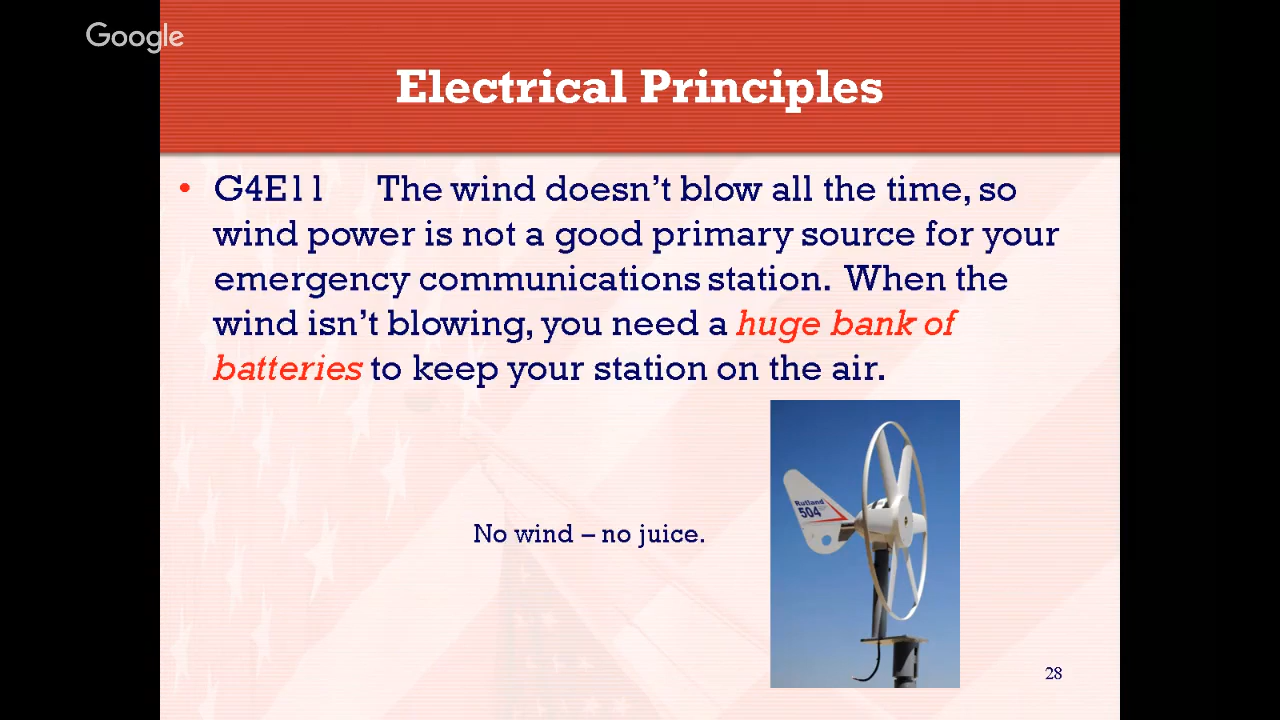 Google
Electrical Principles
• G4E11 The wind doesn’t blow all the time, so
wind power is not a good primary source for your
emergency communications station. When the
wind isn’t blowing, you need a huge bank of
batteries to keep your station on the air.
Rutland
504
No wind – no juice.
28